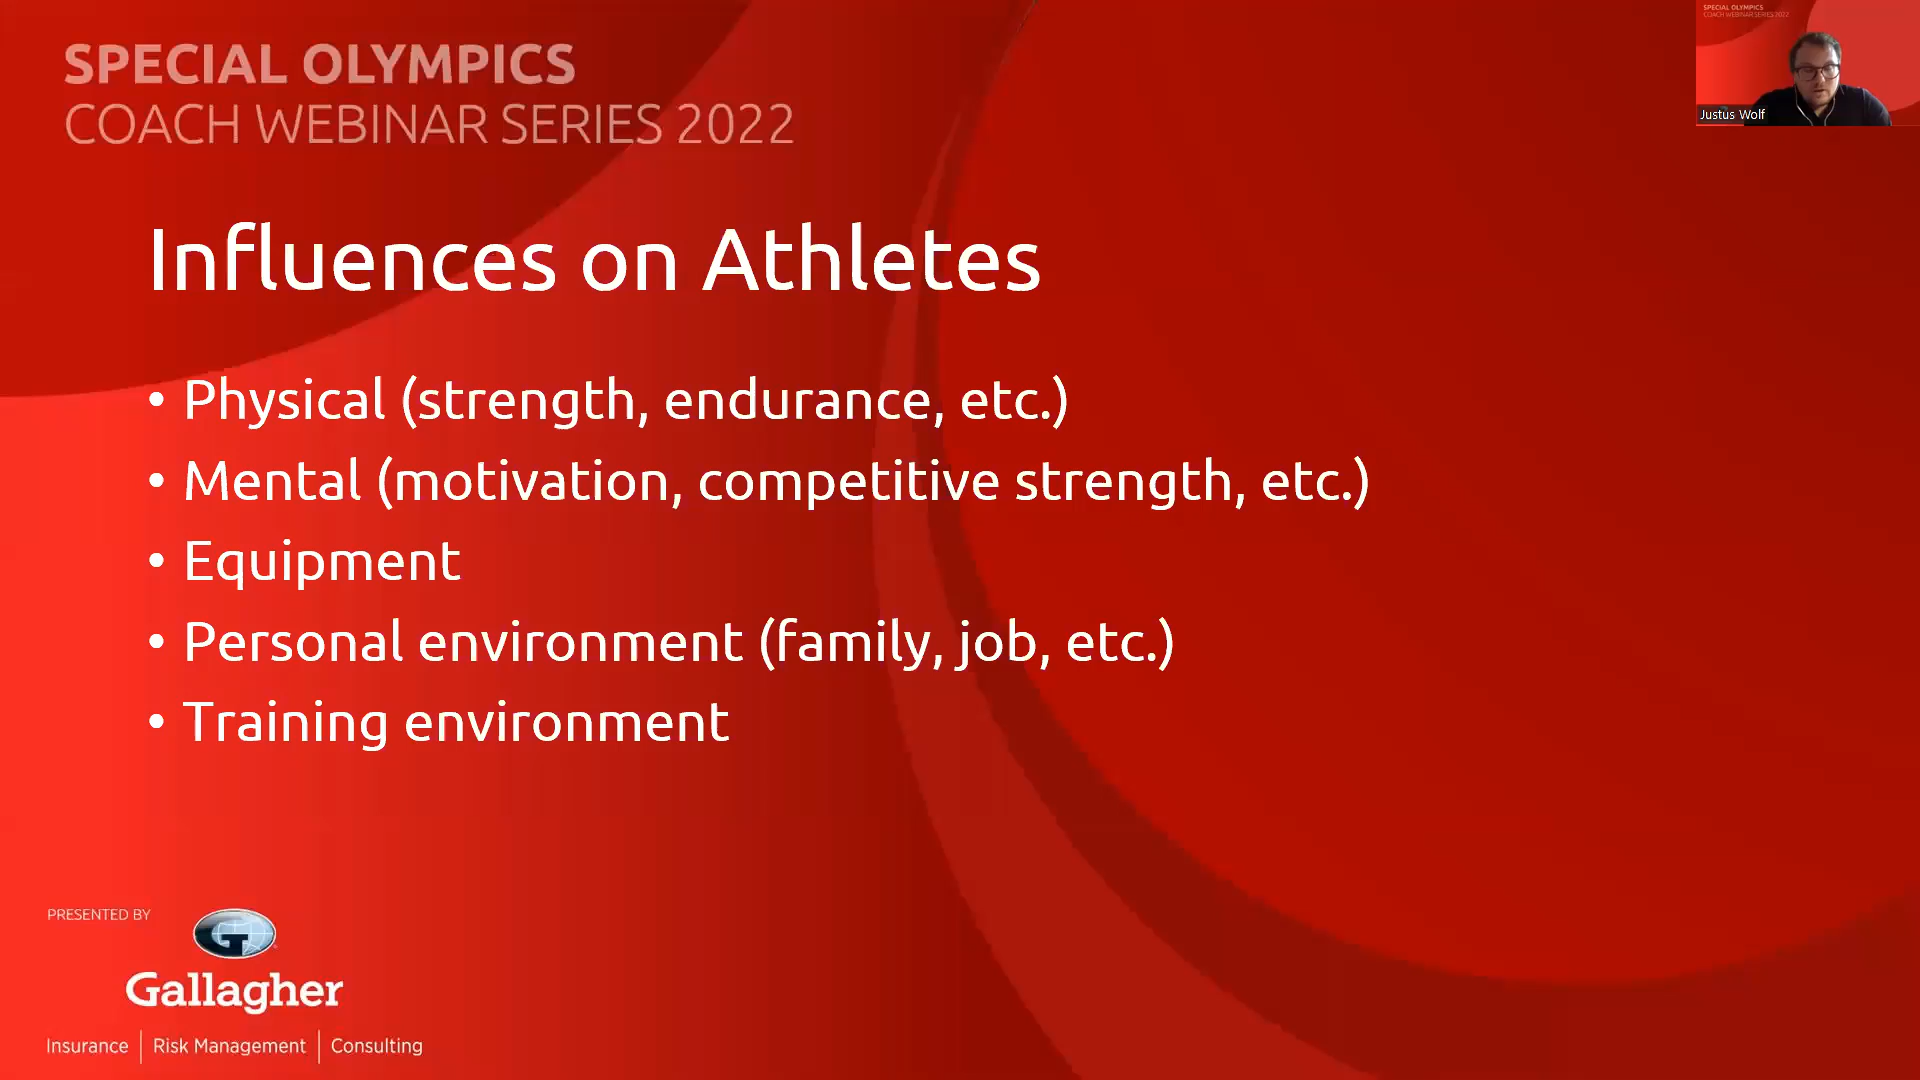 SPECIAL OLYMPICS
COACH WEBINAR SERIES 2022
SPECIAL OLYMPICS
COACH WEBINAR SERIES 2022
Justus Wolf
Influences on Athletes
• Physical (strength, endurance, etc.)
• Mental (motivation, competitive strength, etc.)
• Equipment
• Personal environment (family, job, etc.)
• Training environment
PRESENTED BY
G
Gallagher
Insurance | Risk Management | Consulting